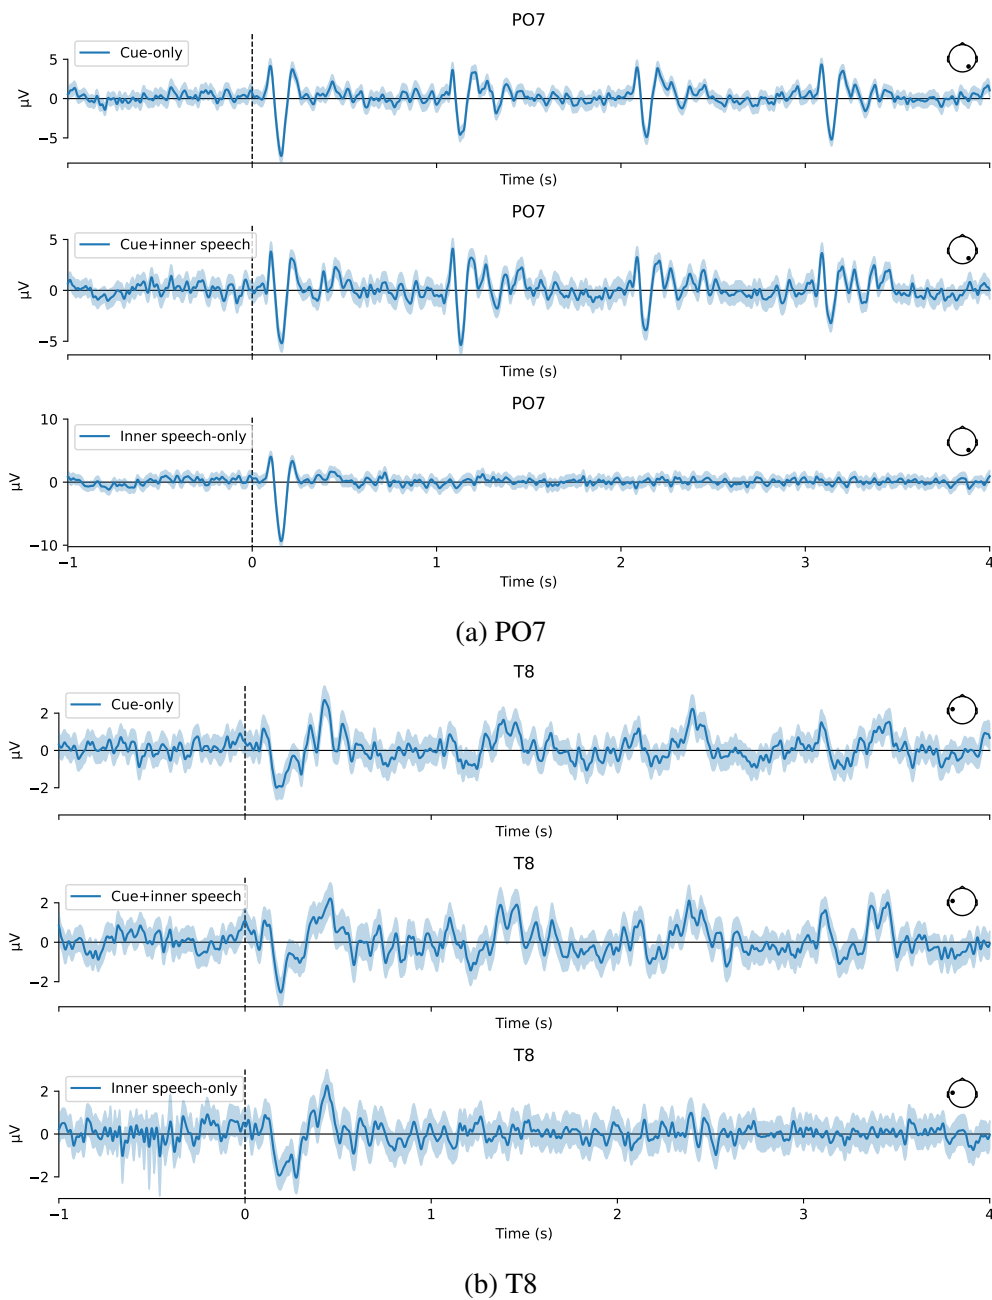 PO7
Cue-only
5
0
−5
µV
Time (s)
PO7
Cue+inner speech
5
0
−5
µV
Time (s)
PO7
Inner speech-only
10
0
−10
µV
−1 0 1 2 3 4
Time (s)
(a) PO7
T8
Cue-only
2
0
−2
µV
Time (s)
T8
Cue+inner speech
2
0
−2
µV
Time (s)
T8
Inner speech-only
2
0
−2
µV
−1 0 1 2 3 4
Time (s)
(b) T8